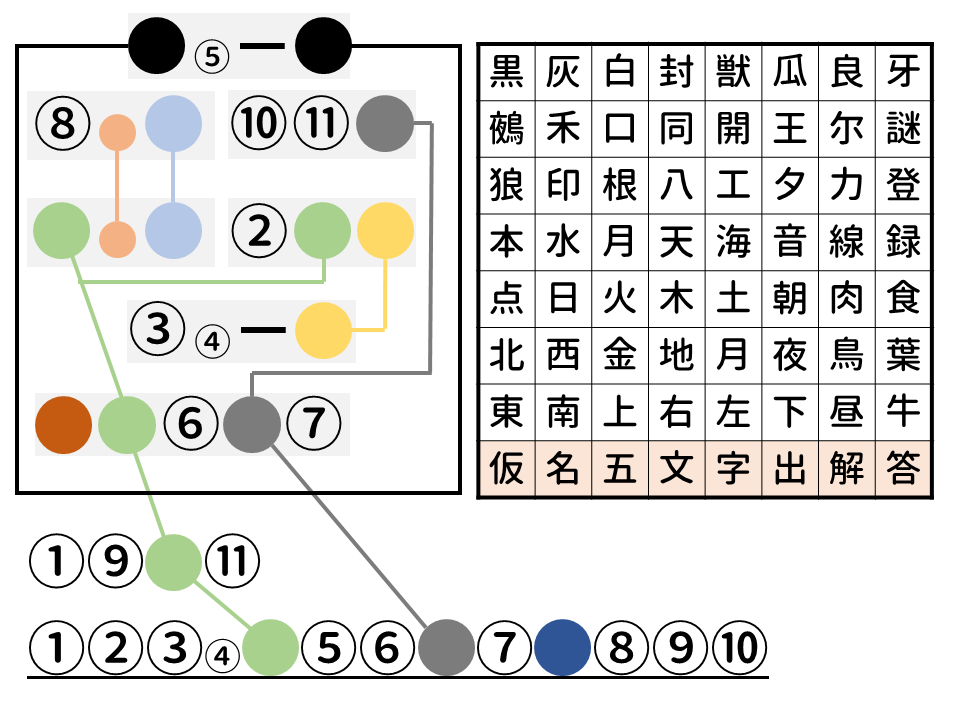 ⑤ー
⑧
⑩⑪
②
③④ー
⑥⑦
①⑨⑪
①②③④⑤⑥⑦⑧⑨⑩
黒灰白封獣瓜良牙
鵺禾口同開王尔謎
狼印根八工夕力登
本水月天海音線録
点日火木土朝肉食
北西金地月夜鳥葉
東南上右左下昼牛
仮名五文字出解答